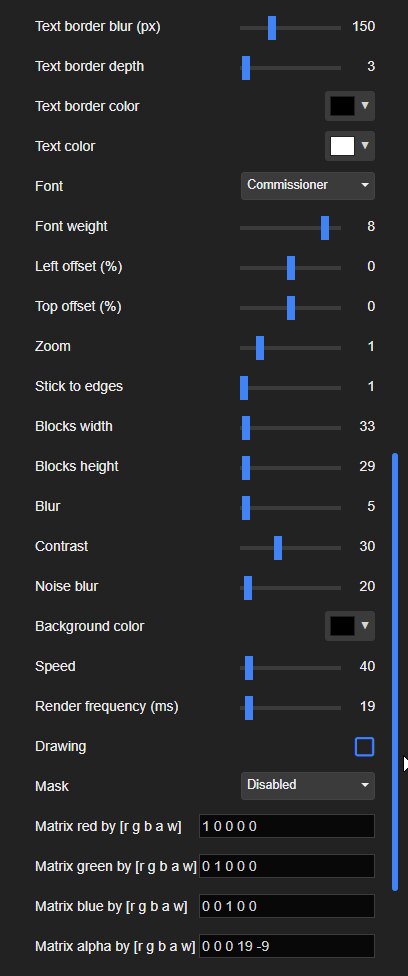 Text border blur (px) 150
Text border depth 3
Text border color
Text color
Font Commissioner
Font weight 8
Left offset (%) 0
Top offset (%) 0
Zoom 1
Stick to edges 1
Blocks width 33
Blocks height 29
Blur 5
Contrast 30
Noise blur 20
Background color
Speed 40
Render frequency (ms) 19
Drawing
Mask Disabled
Matrix red by [r g b a w] 1 0 0 0 0
Matrix green by [r g b a w] 0 1 0 0 0
Matrix blue by [r g b a w] 0 0 1 0 0
Matrix alpha by [r g b a w] 0 0 0 19 -9